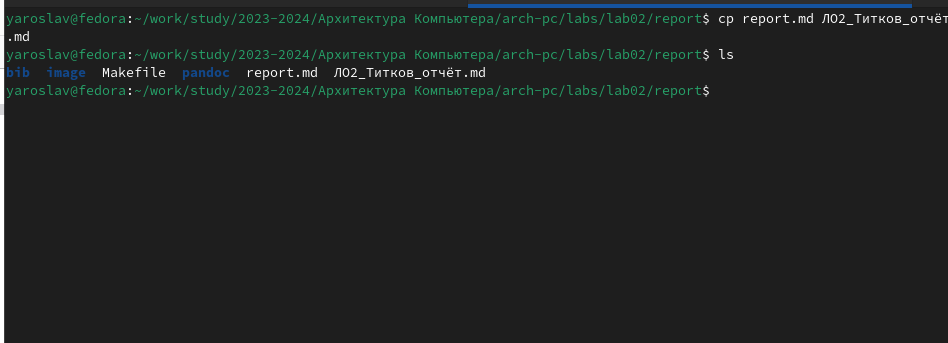 yaroslav@fedora:~/work/study/2023-2024/Архитектура Компьютера/arch-pc/labs/lab02/report$ cp report.md ЛО2_Титков_отчёт
.md
yaroslav@fedora:~/work/study/2023-2024/Архитектура Компьютера/arch-pc/labs/lab02/report$ ls
bib image Makefile pandoc report.md ЛО2_Титков_отчёт.md
yaroslav@fedora:~/work/study/2023-2024/Архитектура Компьютера/arch-pc/labs/lab02/report$